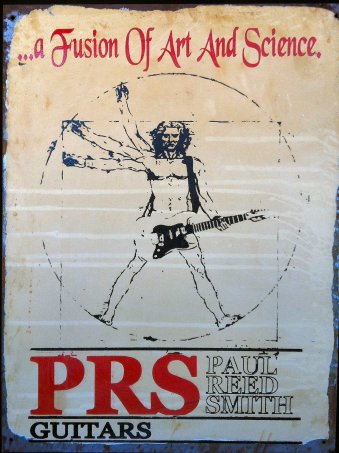 ...a Fusion Of Art And Science.
PRS
PAUL
REED
SMITH
GUITARS